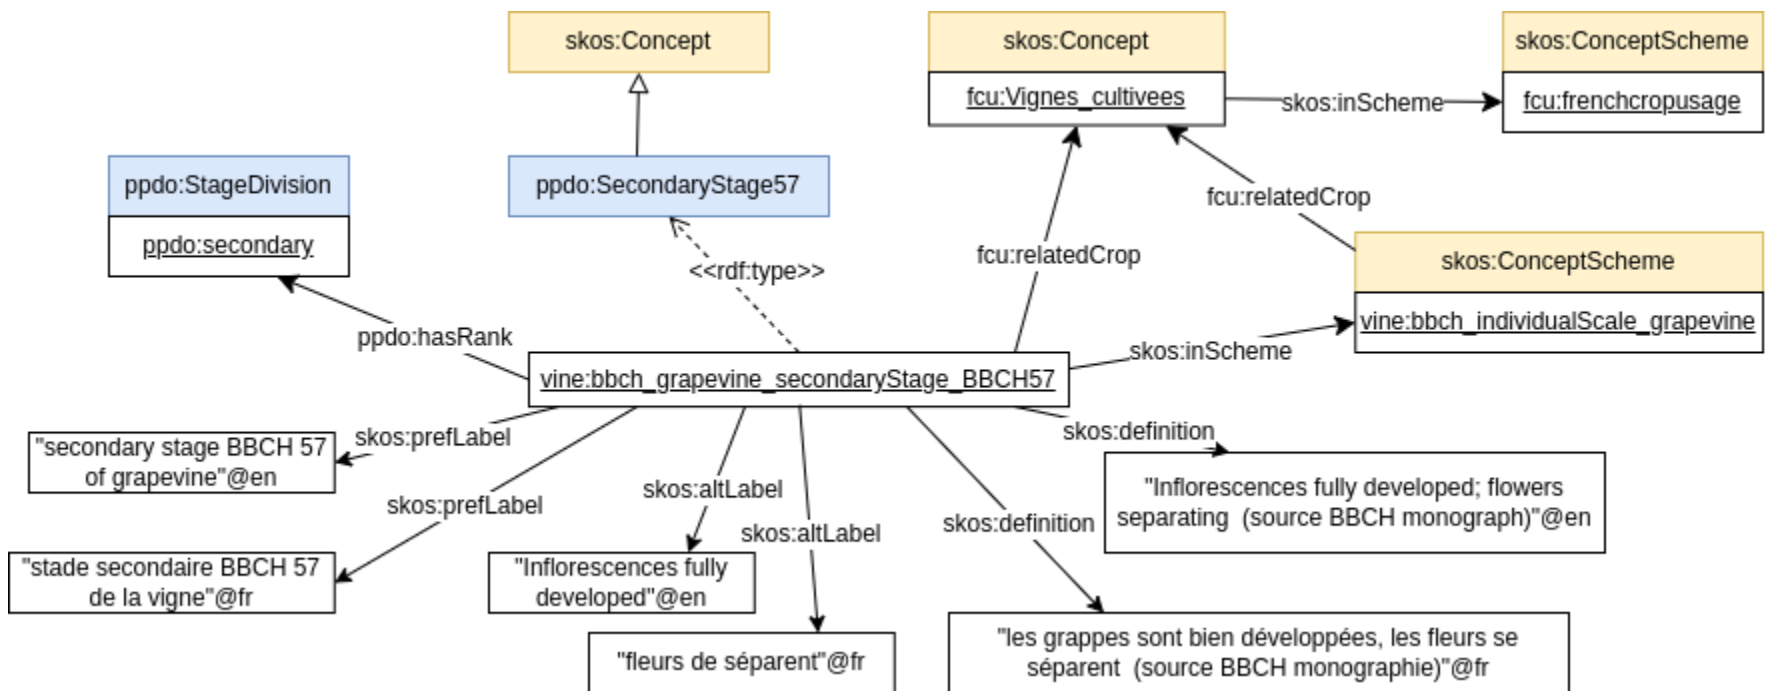 skos:Concept
skos:Concept
skos:ConceptScheme
fcu:Vignes_cultivees
skos:inScheme
fcu:frenchcropusage
ppdo:StageDivision
ppdo:SecondaryStage57
fcu:relatedCrop
ppdo:secondary
fcu:relatedCrop
<<rdf:type>>
skos:ConceptScheme
ppdo:hasRank
vine:bbch_individualScale_grapevine
skos:inScheme
vine:bbch_grapevine_secondaryStage_BBCH57
skos:prefLabel
skos:definition
"secondary stage BBCH 57
of grapevine"@en
skos:prefLabel
skos:altLabel
skos:altLabel
skos:definition
"Inflorescences fully developed; flowers
separating (source BBCH monograph)"@en
"stade secondaire BBCH 57
de la vigne"@fr
"Inflorescences fully
developed"@en
"fleurs de séparent"@fr
"les grappes sont bien développées, les fleurs se
séparent (source BBCH monographie)"@fr